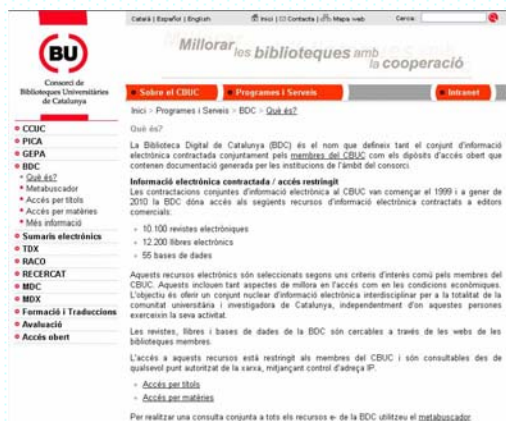 Català | Español | English
Inici | Contacta | Mapa web
Cerca:
BU
Consorci de
Biblioteques Universitàries
de Catalunya
Millorar les biblioteques amb
la cooperació
Sobre el CBUC
Programes i Serveis
Intranet
Inici > Programes i Serveis > BDC > Què és?
CCUC
PICA
GEPA
BDC
Què és?
Metabuscador
Accés per títols
Accés per matèries
Més informació
Sumaris electrònics
TDX
RACO
RECERCAT
MDC
MDX
Formació i Traduccions
Avaluació
Accés obert
Què és?
La Biblioteca Digital de Catalunya (BDC) és el nom que defineix tant el conjunt d'informació
electrònica contractada conjuntament pels membres del CBUC com els dipòsits d'accés obert que
contenen documentació generada per les institucions de l'àmbit del consorci.
Informació electrònica contractada / accés restringit
Les contractacions conjuntes d'informació electrònica al CBUC van començar el 1999 i a gener de
2010 la BDC dóna accés als següents recursos d'informació electrònica contractats a editors
comercials:
10.100 revistes electròniques
12.200 llibres electrònics
55 bases de dades
Aquests recursos electrònics són seleccionats segons uns criteris d'interès comú pels membres del
CBUC. Aquests inclouen tant aspectes de millora en l'accés com en les condicions econòmiques.
L'objectiu és oferir un conjunt nuclear d'informació electrònica interdisciplinar per a la totalitat de la
comunitat universitària i investigadora de Catalunya, independentment d'on aquestes persones
exerceixin la seva activitat.
Les revistes, llibres i bases de dades de la BDC són cercables a través de les webs de les
biblioteques membres.
L'accés a aquests recursos està restringit als membres del CBUC i són consultables des de
qualsevol punt autoritzat de la xarxa, mitjançant control d'adreça IP.
Accés per títols
Accés per matèries
Per realitzar una consulta conjunta a tots els recursos e- de la BDC utilitzeu el metabuscador